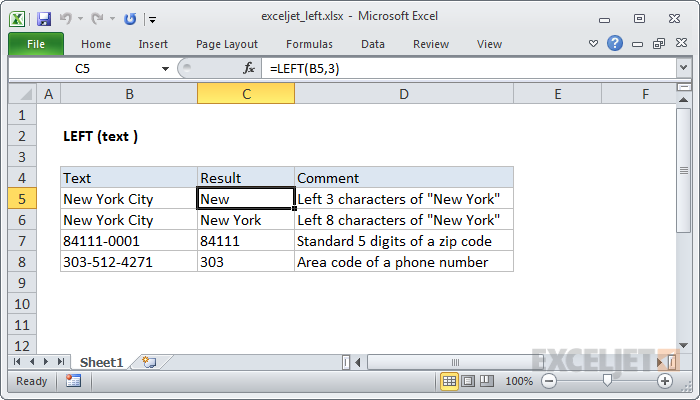 exceljet_left.xlsx - Microsoft Excel
File Home Insert Page Layout Formulas Data Review View
C5 fx =LEFT(B5,3)
A B C D E F
1
2 LEFT (text )
3
4 Text Result Comment
5 New York City New Left 3 characters of "New York"
6 New York City New York Left 8 characters of "New York"
7 84111-0001 84111 Standard 5 digits of a zip code
8 303-512-4271 303 Area code of a phone number
9
10
11
12
Sheet1
EXCELJET
Ready 100%